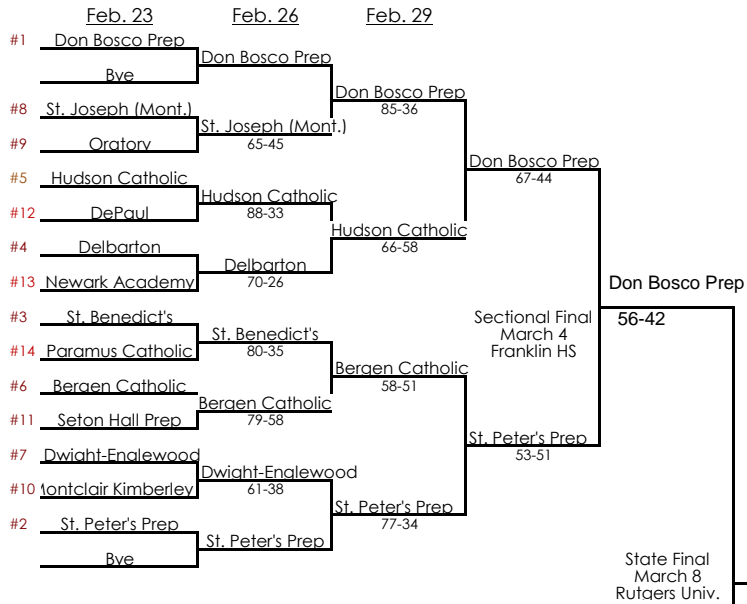 Feb. 23
Feb. 26
Feb. 29
#1 Don Bosco Prep
Bye
#8 St. Joseph (Mont.)
#9 Oratory
#5 Hudson Catholic
#12 DePaul
#4 Delbarton
#13 Newark Academy
#3 St. Benedict's
#14 Paramus Catholic
#6 Bergen Catholic
#11 Seton Hall Prep
#7 Dwight-Englewood
#10 Montclair Kimberley
#2 St. Peter's Prep
Bye
Don Bosco Prep
St. Joseph (Mont.)
65-45
Hudson Catholic
88-33
Delbarton
70-26
St. Benedict's
80-35
Bergen Catholic
79-58
Dwight-Englewood
61-38
St. Peter's Prep
Don Bosco Prep
85-36
Hudson Catholic
66-58
Bergen Catholic
58-51
St. Peter's Prep
77-34
Don Bosco Prep
67-44
Sectional Final
March 4
Franklin HS
St. Peter's Prep
53-51
Don Bosco Prep
56-42
State Final
March 8
Rutgers Univ.